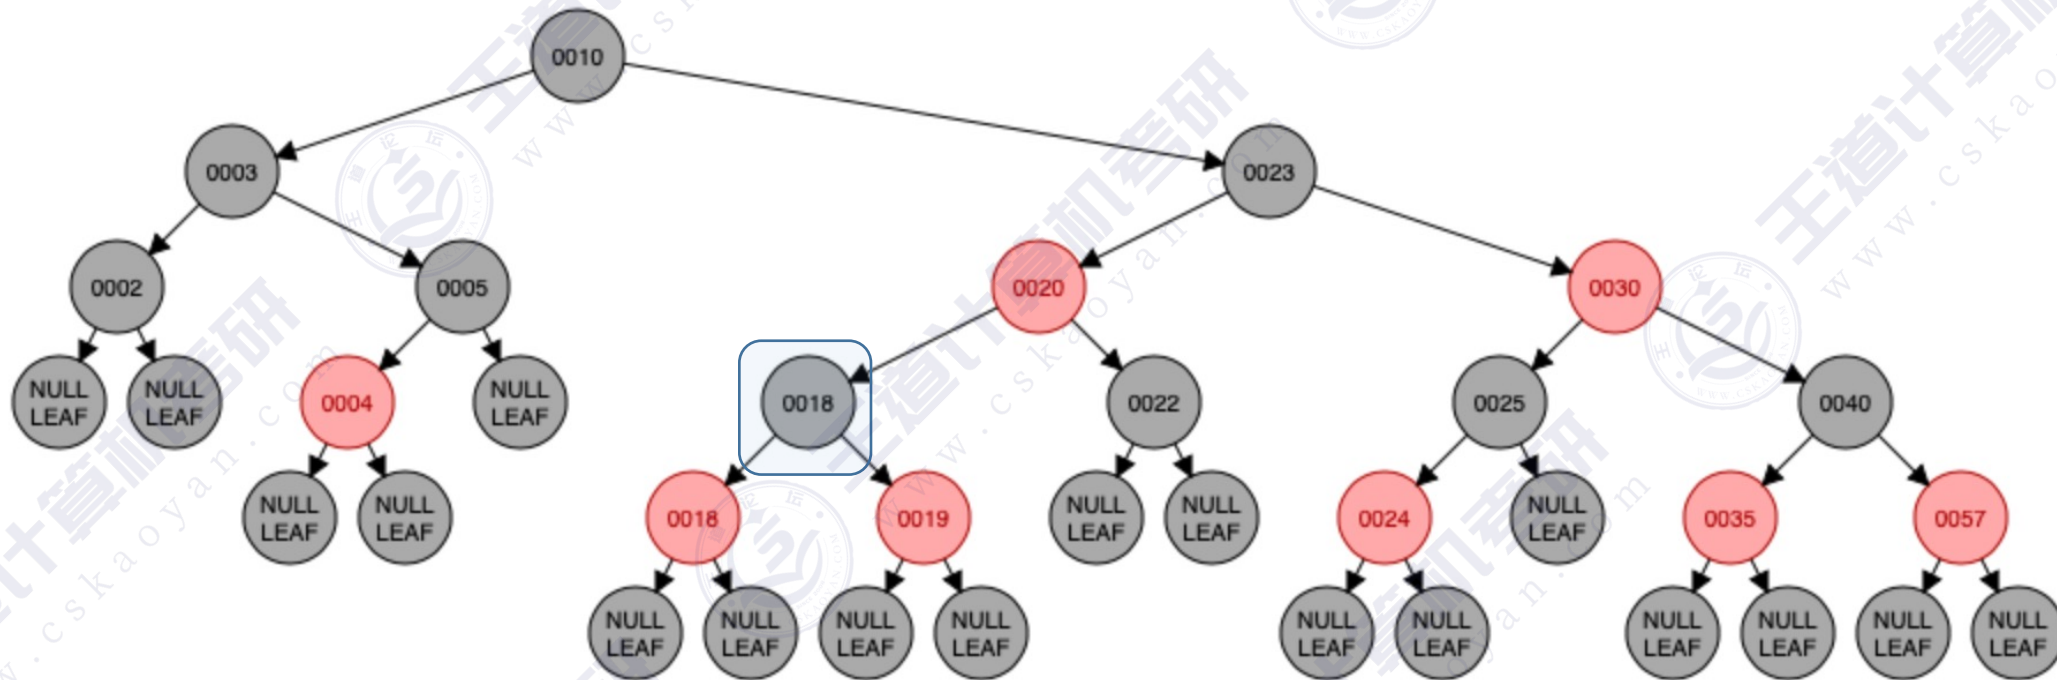 0010
0003
0023
0002
0005
0020
0030
NULL
LEAF
NULL
LEAF
0004
NULL
LEAF
0018
0022
0025
0040
NULL
LEAF
NULL
LEAF
0018
0019
NULL
LEAF
NULL
LEAF
0024
NULL
LEAF
0035
0057
NULL
LEAF
NULL
LEAF
NULL
LEAF
NULL
LEAF
NULL
LEAF
NULL
LEAF
NULL
LEAF
NULL
LEAF
NULL
LEAF
NULL
LEAF
王道计算机考研
www.cskaoyan.com